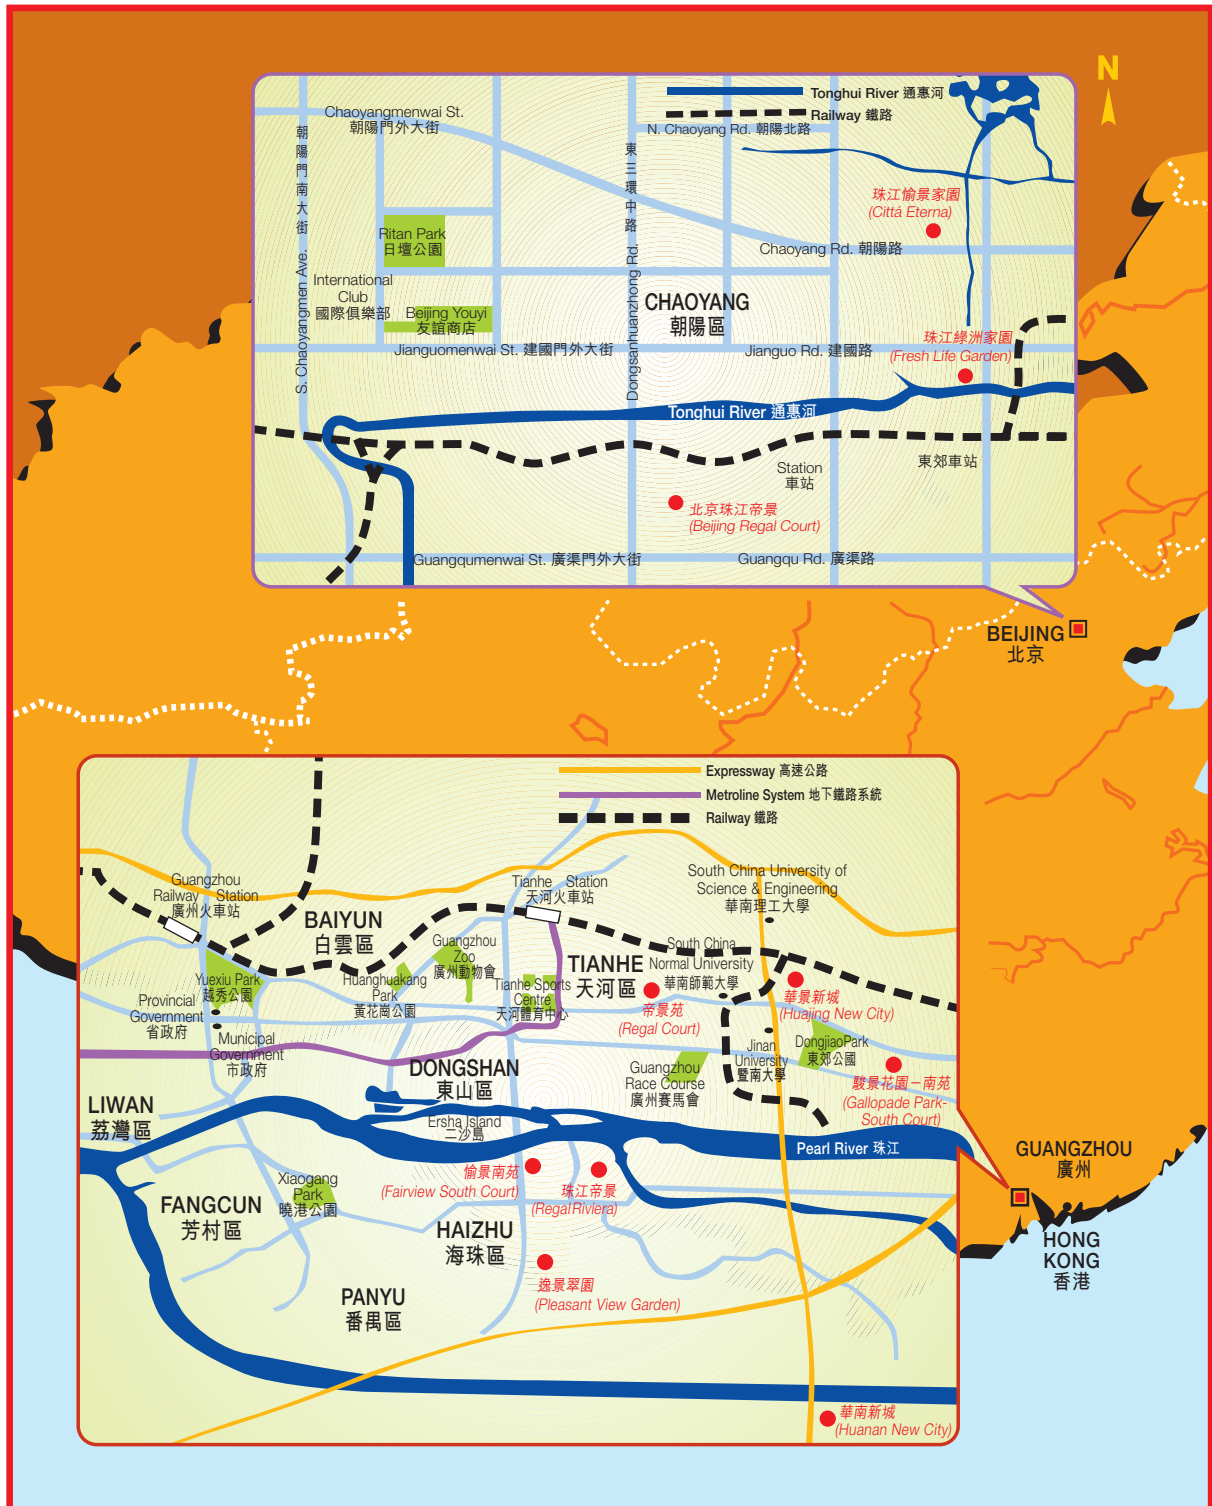 N
Tonghui River 通惠河
Railway 鐵路
Chaoyangmenwai St.
朝陽門外大街
N. Chaoyang Rd. 朝陽北路
朝陽門南大街
S. Chaoyangmen Ave.
東三環中路
Dongsanhuanzhong Rd.
珠江愉景家園
(Cittá Eterna)
Ritan Park
日壇公園
Chaoyang Rd. 朝陽路
International
Club
國際俱樂部
Beijing Youyi
友誼商店
CHAOYANG
朝陽區
珠江綠洲家園
(Fresh Life Garden)
Jianguomenwai St. 建國門外大街
Jianguo Rd. 建國路
Tonghui River 通惠河
Station
車站
東郊車站
北京珠江帝景
(Beijing Regal Court)
Guangqumenwai St. 廣渠門外大街
Guangqu Rd. 廣渠路
BEIJING
北京
Expressway 高速公路
Metroline System 地下鐵路系統
Railway 鐵路
Guangzhou
Railway Station
廣州火車站
Tianhe Station
天河火車站
South China University of
Science & Engineering
華南理工大學
BAIYUN
白雲區
Guangzhou
Zoo
廣州動物會
South China
Normal University
華南師範大學
TIANHE
天河區
Yuexiu Park
越秀公園
Huanghuakang
Park
黃花崗公園
Tianhe Sports
Centre
天河體育中心
帝景苑
(Regal Court)
華景新城
(Huajing New City)
Provincial
Government
省政府
Municipal
Government
市政府
Jinan
University
暨南大學
DongjiaoPark
東郊公國
DONGSHAN
東山區
Guangzhou
Race Course
廣州賽馬會
駿景花園－南苑
(Gallopade Park-
South Court)
LIWAN
荔灣區
Ersha Island
二沙島
Pearl River 珠江
GUANGZHOU
廣州
愉景南苑
(Fairview South Court)
珠江帝景
(RegalRiviera)
Xiaogang
Park
曉港公園
FANGCUN
芳村區
HAIZHU
海珠區
HONG
KONG
香港
逸景翠園
(Pleasant View Garden)
PANYU
番禺區
華南新城
(Huanan New City)